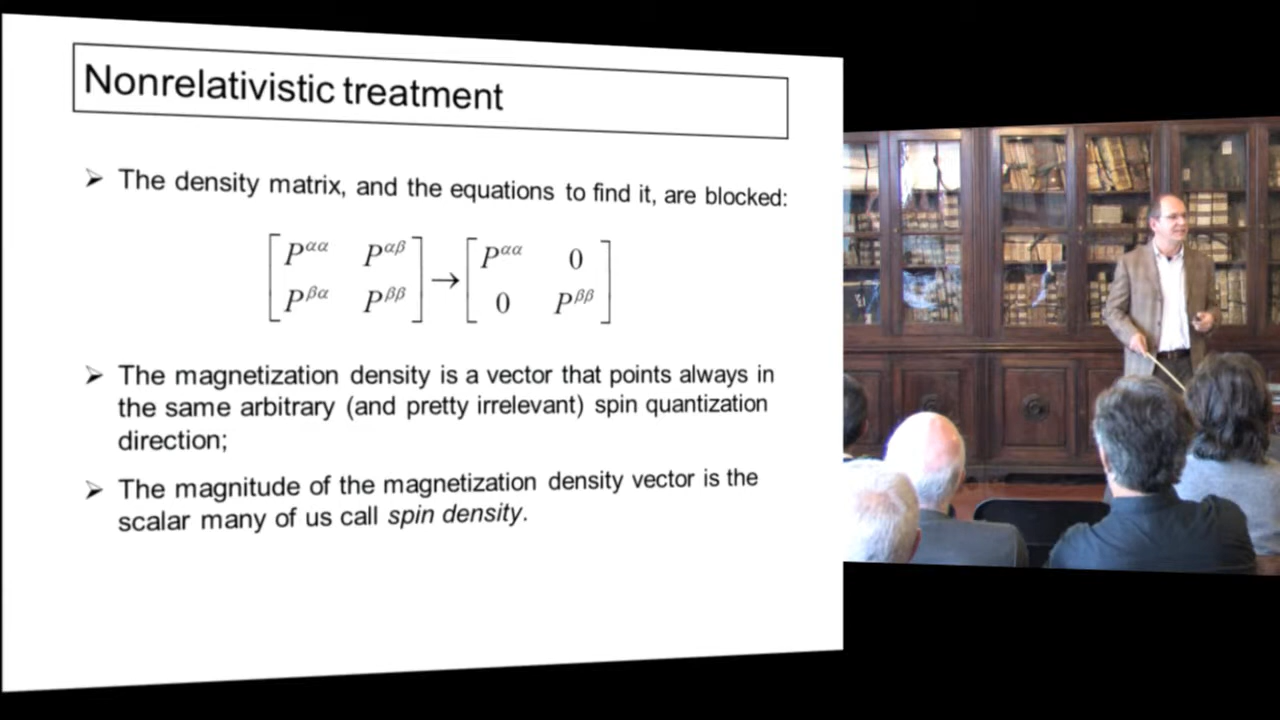 Nonrelativistic treatment
➢ The density matrix, and the equations to find it, are blocked:
[P^{αα} P^{αβ}] → [P^{αα} 0]
[P^{βα} P^{ββ}] [0 P^{ββ}]
➢ The magnetization density is a vector that points always in
the same arbitrary (and pretty irrelevant) spin quantization
direction;
➢ The magnitude of the magnetization density vector is the
scalar many of us call spin density.